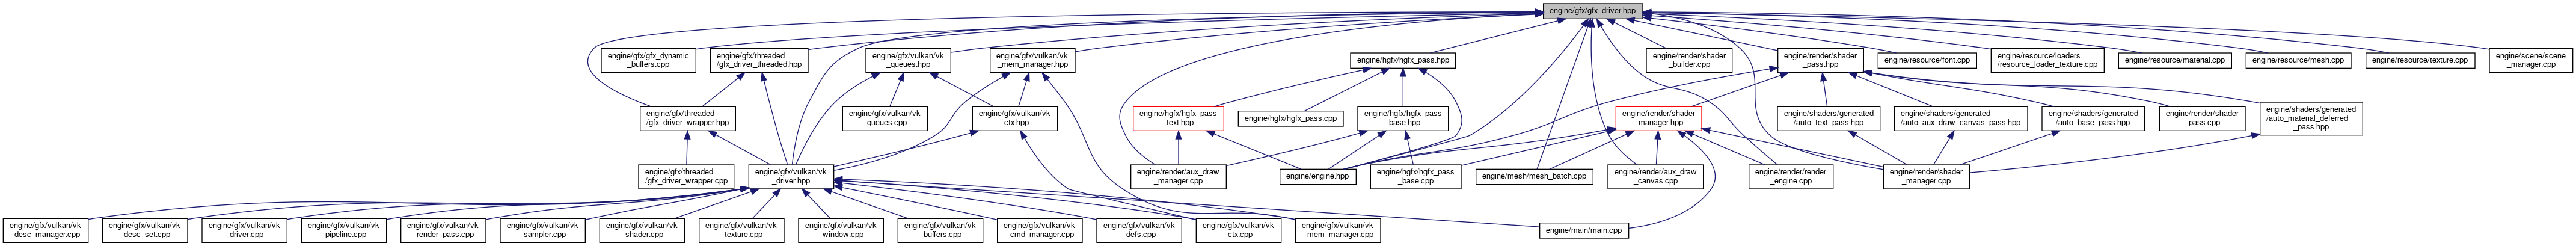 engine/gfx/gfx_driver.hpp
engine/gfx/gfx_dynamic
_buffers.cpp
engine/gfx/threaded
/gfx_driver_threaded.hpp
engine/gfx/vulkan/vk
_queues.hpp
engine/gfx/vulkan/vk
_mem_manager.hpp
engine/hgfx/hgfx_pass.hpp
engine/render/shader
_builder.cpp
engine/render/shader
_pass.hpp
engine/resource/font.cpp
engine/resource/loaders
/resource_loader_texture.cpp
engine/resource/material.cpp
engine/resource/mesh.cpp
engine/resource/texture.cpp
engine/scene/scene
_manager.cpp
engine/gfx/threaded
/gfx_driver_wrapper.hpp
engine/gfx/vulkan/vk
_queues.cpp
engine/gfx/vulkan/vk
_ctx.hpp
engine/hgfx/hgfx_pass
_text.hpp
engine/hgfx/hgfx_pass.cpp
engine/hgfx/hgfx_pass
_base.hpp
engine/render/shader
_manager.hpp
engine/shaders/generated
/auto_text_pass.hpp
engine/shaders/generated
/auto_aux_draw_canvas_pass.hpp
engine/shaders/generated
/auto_base_pass.hpp
engine/render/shader
_pass.cpp
engine/shaders/generated
/auto_material_deferred
_pass.hpp
engine/gfx/threaded
/gfx_driver_wrapper.cpp
engine/gfx/vulkan/vk
_driver.hpp
engine/render/aux_draw
_manager.cpp
engine/engine.hpp
engine/hgfx/hgfx_pass
_base.cpp
engine/mesh/mesh_batch.cpp
engine/render/aux_draw
_canvas.cpp
engine/render/render
_engine.cpp
engine/render/shader
_manager.cpp
engine/gfx/vulkan/vk
_desc_manager.cpp
engine/gfx/vulkan/vk
_desc_set.cpp
engine/gfx/vulkan/vk
_driver.cpp
engine/gfx/vulkan/vk
_pipeline.cpp
engine/gfx/vulkan/vk
_render_pass.cpp
engine/gfx/vulkan/vk
_sampler.cpp
engine/gfx/vulkan/vk
_shader.cpp
engine/gfx/vulkan/vk
_texture.cpp
engine/gfx/vulkan/vk
_window.cpp
engine/gfx/vulkan/vk
_buffers.cpp
engine/gfx/vulkan/vk
_cmd_manager.cpp
engine/gfx/vulkan/vk
_defs.cpp
engine/gfx/vulkan/vk
_ctx.cpp
engine/gfx/vulkan/vk
_mem_manager.cpp
engine/main/main.cpp